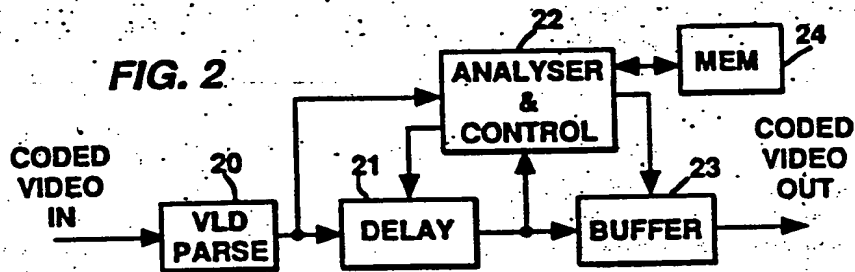 FIG. 2
22
ANALYSER
&
CONTROL
24
MEM
CODED
VIDEO
IN
20
VLD
PARSE
21
DELAY
23
BUFFER
CODED
VIDEO
OUT